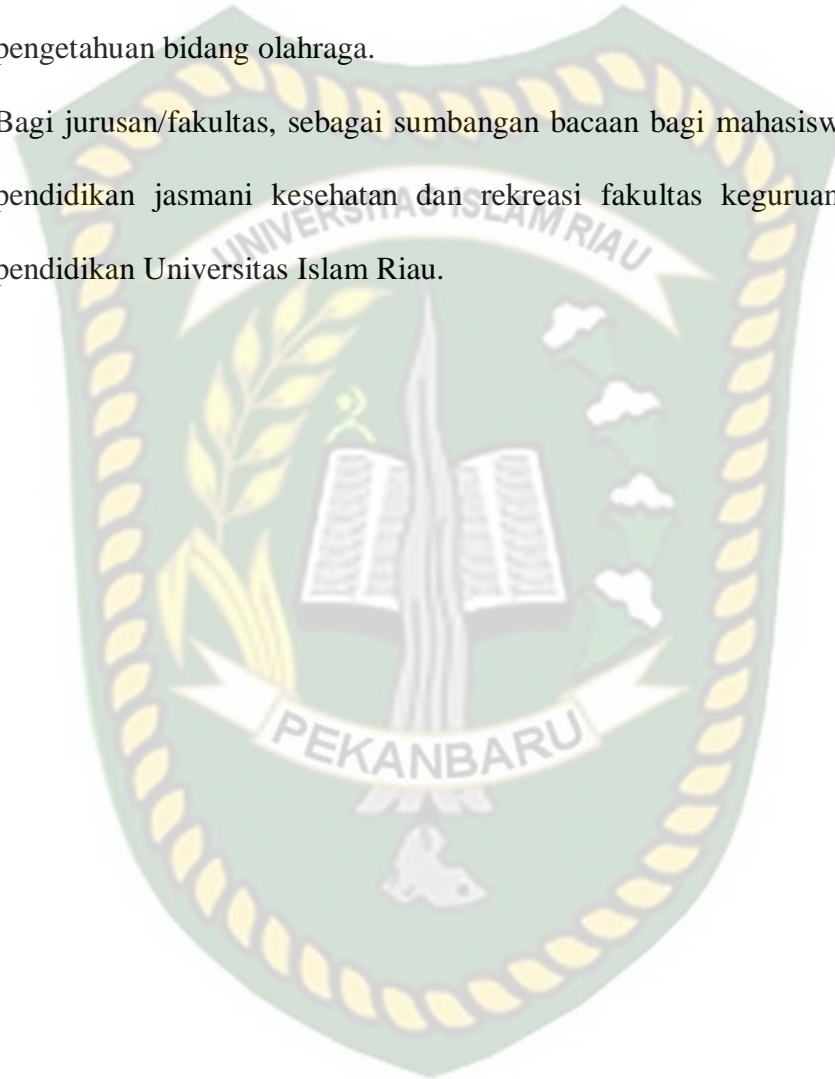 pengetahuan bidang olahraga.
Bagi jurusan/fakultas, sebagai sumbangan bacaan bagi mahasisw
pendidikan jasmani kesehatan dan rekreasi fakultas keguruan
UNIVERSITAS ISLAM RIAU
pendidikan Universitas Islam Riau.
PEKANBARU